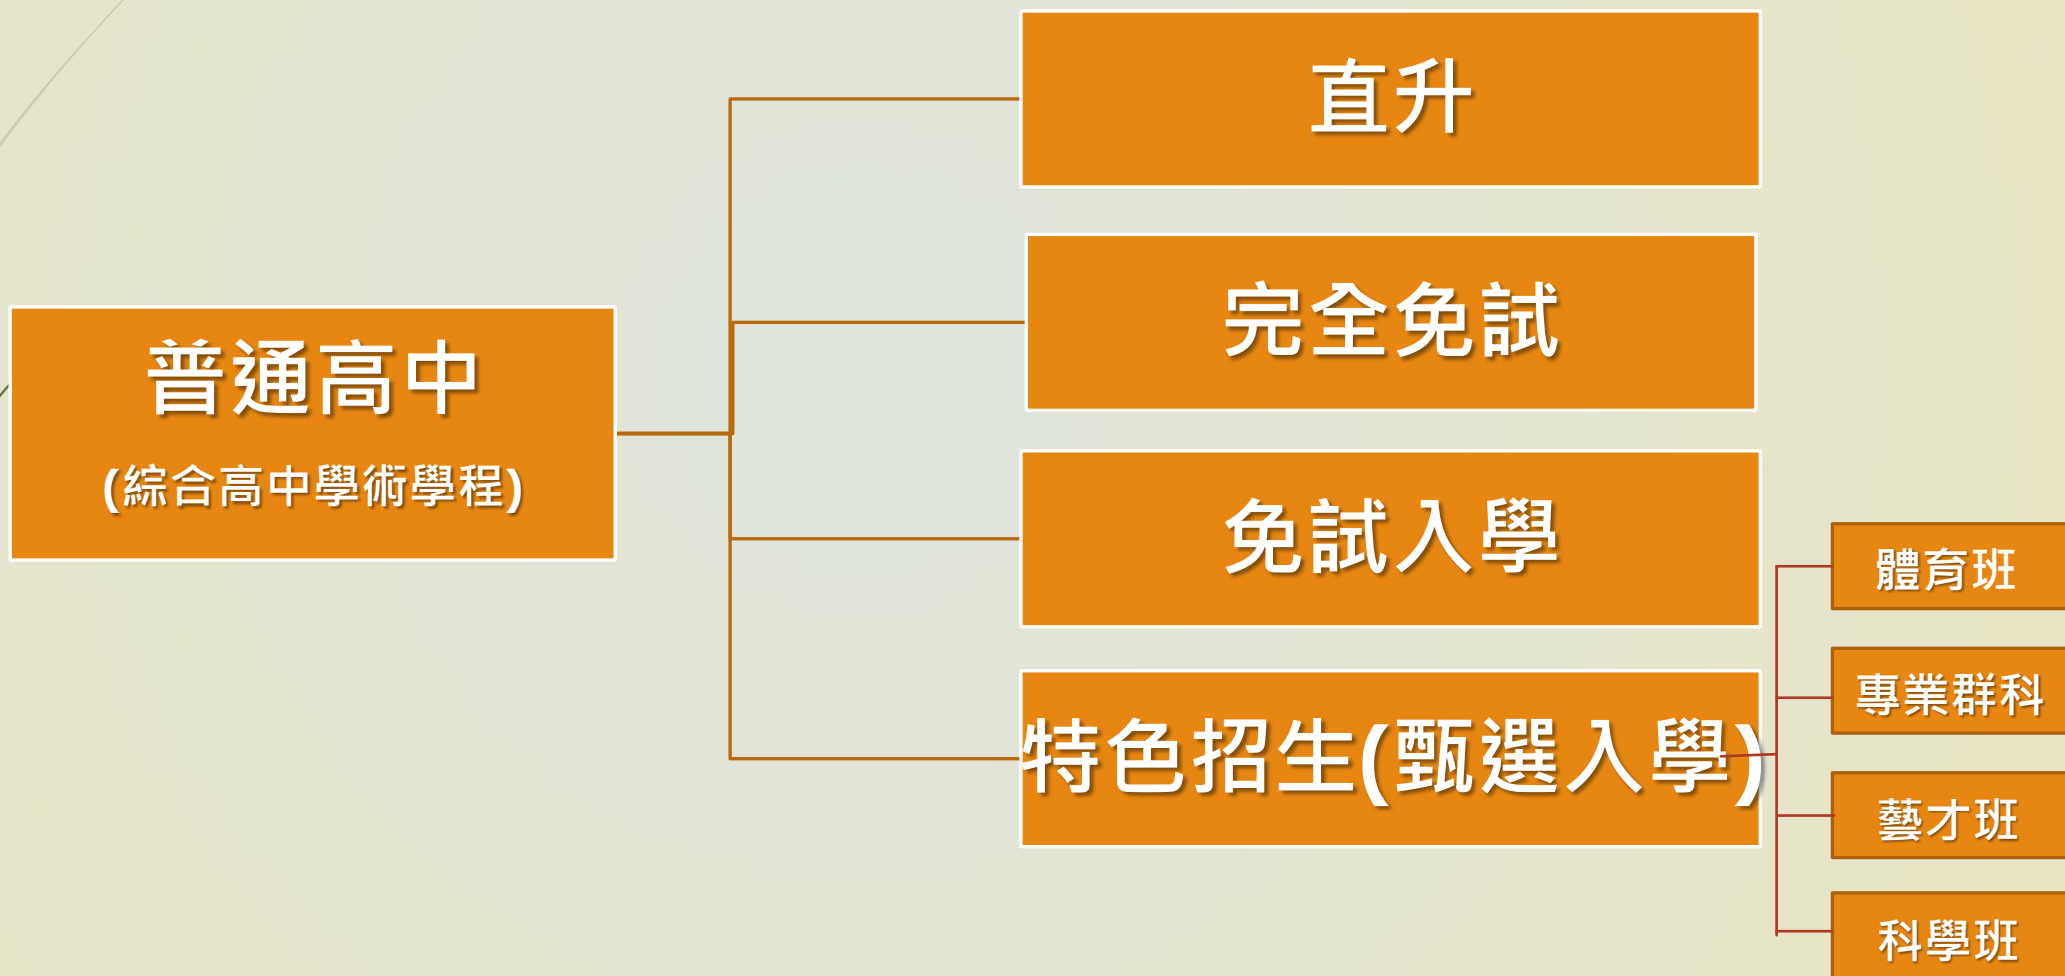 普通高中
(綜合高中學術學程)
直升
完全免試
免試入學
特色招生(甄選入學)
體育班
專業群科
藝才班
科學班